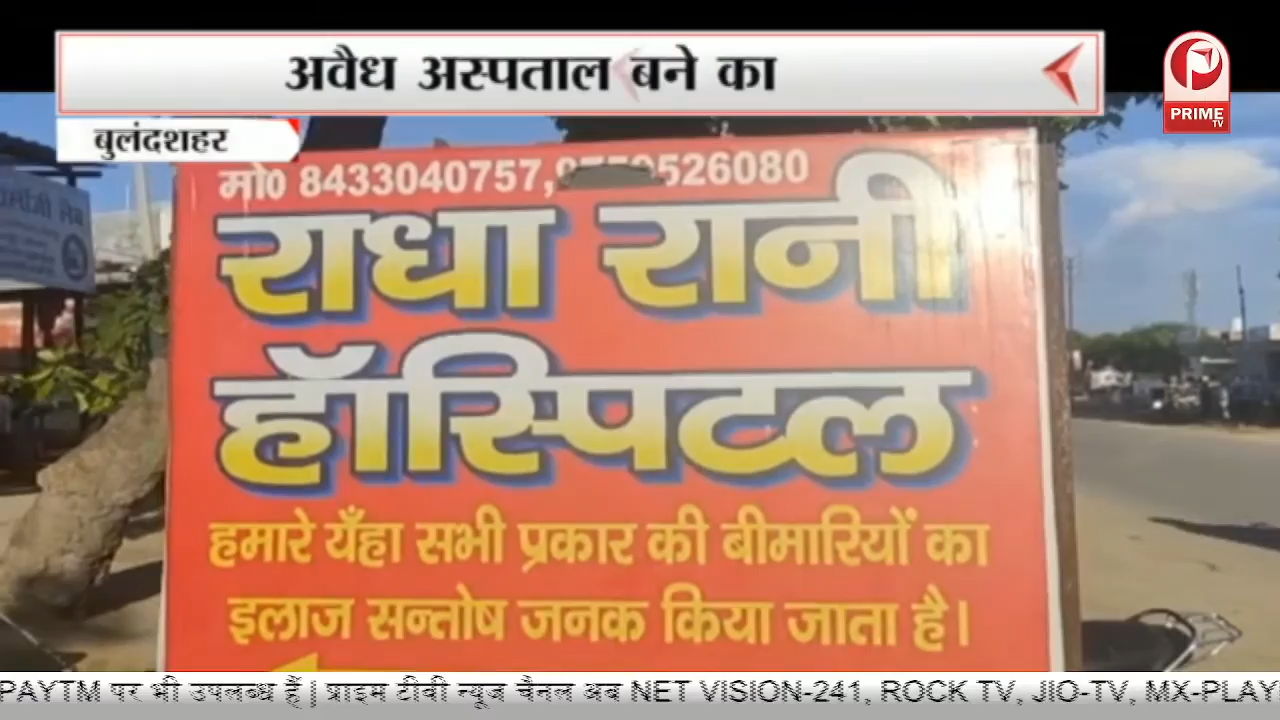 अवैध अस्पताल बने का
PRIME
TV
बुलंदशहर
मो0 8433040757, 526080
राधा रानी
हॉस्पिटल
हमारे यँहा सभी प्रकार की बीमारियों का
इलाज सन्तोष जनक किया जाता है।
PAYTM पर भी उपलब्ध हैं | प्राइम टीवी न्यूज चैनल अब NET VISION-241, ROCK TV, JIO-TV, MX-PLAY